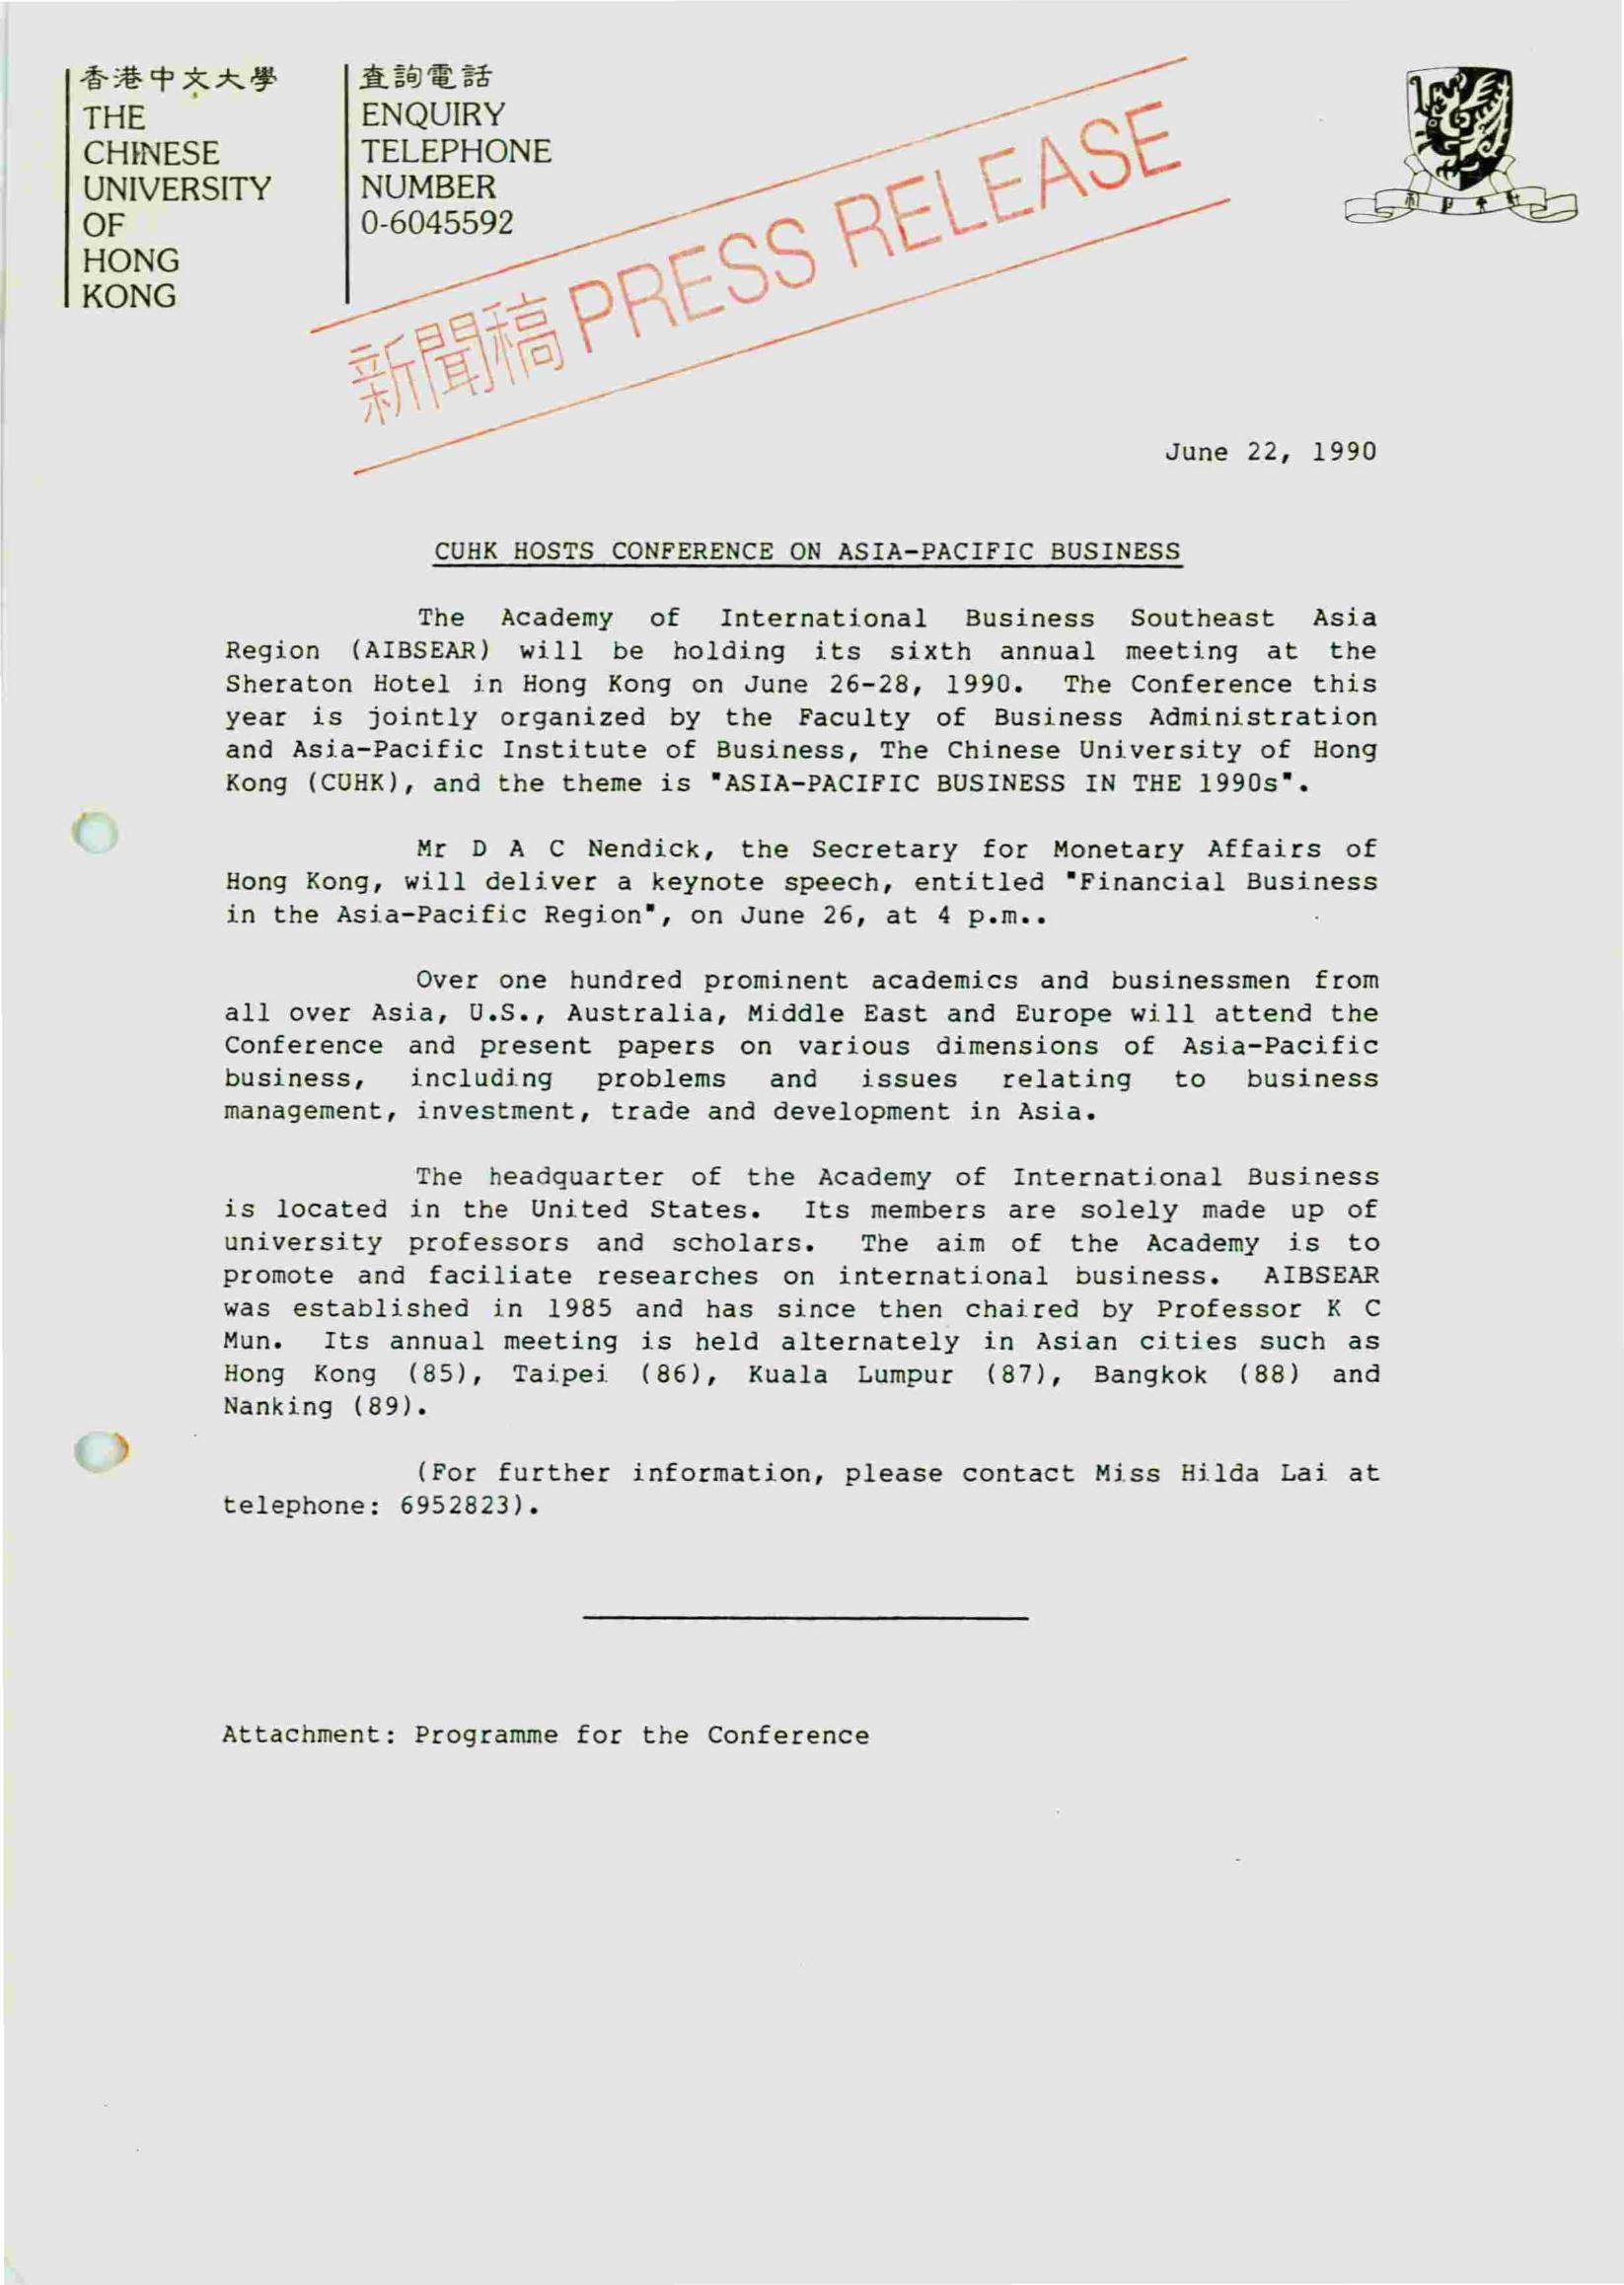 香港中文大學
THE
CHINESE
UNIVERSITY
OF
HONG
KONG
查詢電話
ENQUIRY
TELEPHONE
NUMBER
0-6045592
新聞稿 PRESS RELEASE
June 22, 1990
CUHK HOSTS CONFERENCE ON ASIA-PACIFIC BUSINESS
The Academy of International Business Southeast Asia
Region (AIBSEAR) will be holding its sixth annual meeting at the
Sheraton Hotel in Hong Kong on June 26-28, 1990. The Conference this
year is jointly organized by the Faculty of Business Administration
and Asia-Pacific Institute of Business, The Chinese University of Hong
Kong (CUHK), and the theme is "ASIA-PACIFIC BUSINESS IN THE 1990s".
Mr D A C Nendick, the Secretary for Monetary Affairs of
Hong Kong, will deliver a keynote speech, entitled "Financial Business
in the Asia-Pacific Region", on June 26, at 4 p.m..
Over one hundred prominent academics and businessmen from
all over Asia, U.S., Australia, Middle East and Europe will attend the
Conference and present papers on various dimensions of Asia-Pacific
business, including problems and issues relating to business
management, investment, trade and development in Asia.
The headquarter of the Academy of International Business
is located in the United States. Its members are solely made up of
university professors and scholars. The aim of the Academy is to
promote and faciliate researches on international business. AIBSEAR
was established in 1985 and has since then chaired by Professor K C
Mun. Its annual meeting is held alternately in Asian cities such as
Hong Kong (85), Taipei (86), Kuala Lumpur (87), Bangkok (88) and
Nanking (89).
(For further information, please contact Miss Hilda Lai at
telephone: 6952823).
Attachment: Programme for the Conference